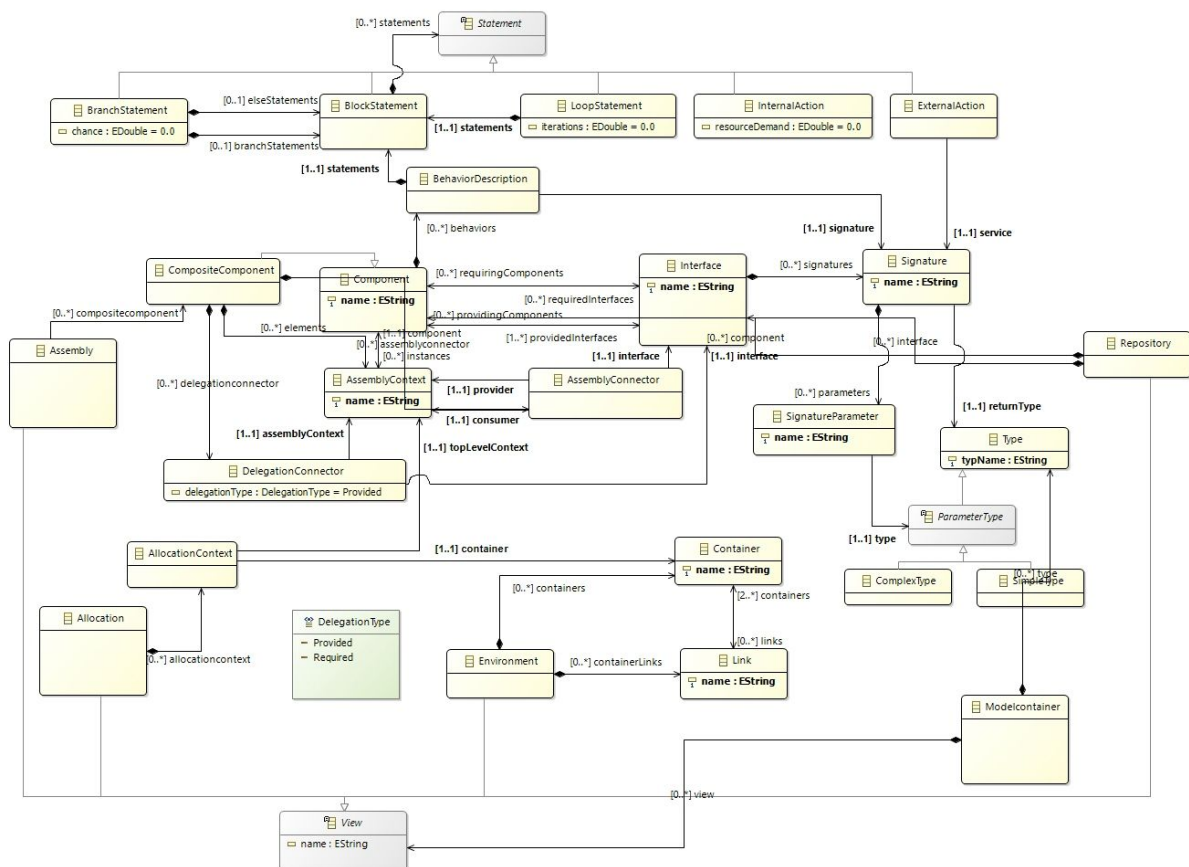 [0..*] statements
Statement
BranchStatement
chance : EDouble = 0.0
[0..1] elseStatements
[0..1] branchStatements
BlockStatement
[1..1] statements
LoopStatement
iterations : EDouble = 0.0
InternalAction
resourceDemand : EDouble = 0.0
ExternalAction
[1..1] statements
BehaviorDescription
[1..1] signature
[1..1] service
[0..*] behaviors
CompositeComponent
Component
name : EString
[0..*] requiringComponents
[0..*] requiredInterfaces
[0..*] providingComponents
[1..*] providedInterfaces
Interface
name : EString
[0..*] signatures
Signature
name : EString
[0..*] compositecomponent
[0..*] elements
[1..1] component
[0..*] assemblyconnector
[0..*] instances
[1..1] interface
[0..*] component
[1..1] interface
[0..*] interface
Repository
Assembly
[0..*] delegationconnector
AssemblyContext
name : EString
[1..1] provider
[1..1] consumer
AssemblyConnector
[0..*] parameters
SignatureParameter
name : EString
[1..1] returnType
Type
typName : EString
[1..1] assemblyContext
[1..1] topLevelContext
DelegationConnector
delegationType : DelegationType = Provided
ParameterType
[1..1] type
ComplexType
SimpleType
[0..*] type
AllocationContext
[1..1] container
Container
name : EString
[0..*] containers
[2..*] containers
Allocation
[0..*] allocationcontext
DelegationType
Provided
Required
Environment
[0..*] containerLinks
[0..*] links
Link
name : EString
Modelcontainer
[0..*] view
View
name : EString